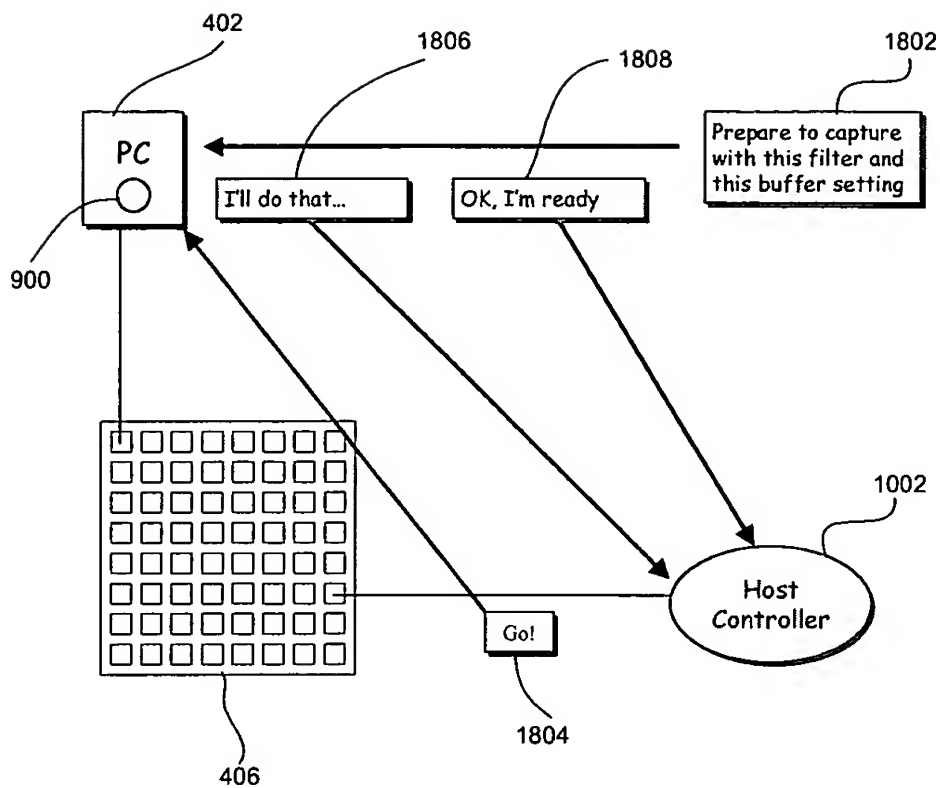 402
1806
1808
1802
PC
Prepare to capture
with this filter and
this buffer setting
I'll do that...
OK, I'm ready
900
1002
Host
Controller
Go!
1804
406